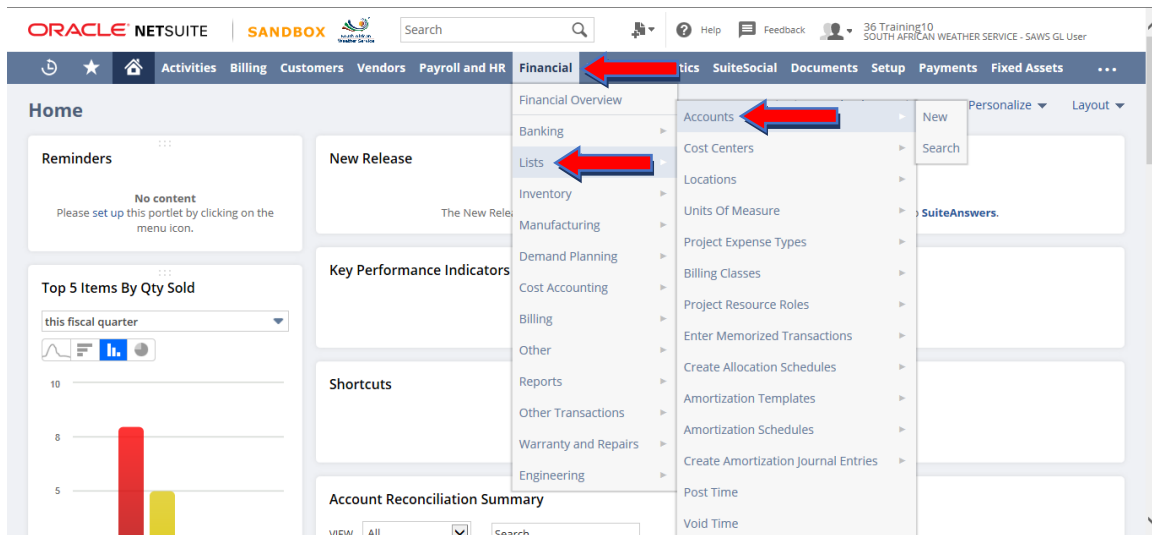 ORACLE NETSUITE SANDBOX Search Help Feedback 36 Training10
SOUTH AFRICAN WEATHER SERVICE - SAWS GL User
Activities Billing Customers Vendors Payroll and HR Financial tics SuiteSocial Documents Setup Payments Fixed Assets ...
Home
Personalize Layout
Financial Overview
Banking
Lists
Inventory
Manufacturing
Demand Planning
Cost Accounting
Billing
Other
Reports
Other Transactions
Warranty and Repairs
Engineering
Accounts
Cost Centers
Locations
Units Of Measure
Project Expense Types
Billing Classes
Project Resource Roles
Enter Memorized Transactions
Create Allocation Schedules
Amortization Templates
Amortization Schedules
Create Amortization Journal Entries
Post Time
Void Time
New
Search
Reminders
No content
Please set up this portlet by clicking on the
menu icon.
New Release
The New Rele
SuiteAnswers.
Top 5 Items By Qty Sold
this fiscal quarter
10
8
5
Key Performance Indicators
Shortcuts
Account Reconciliation Summary
VIEW All Search